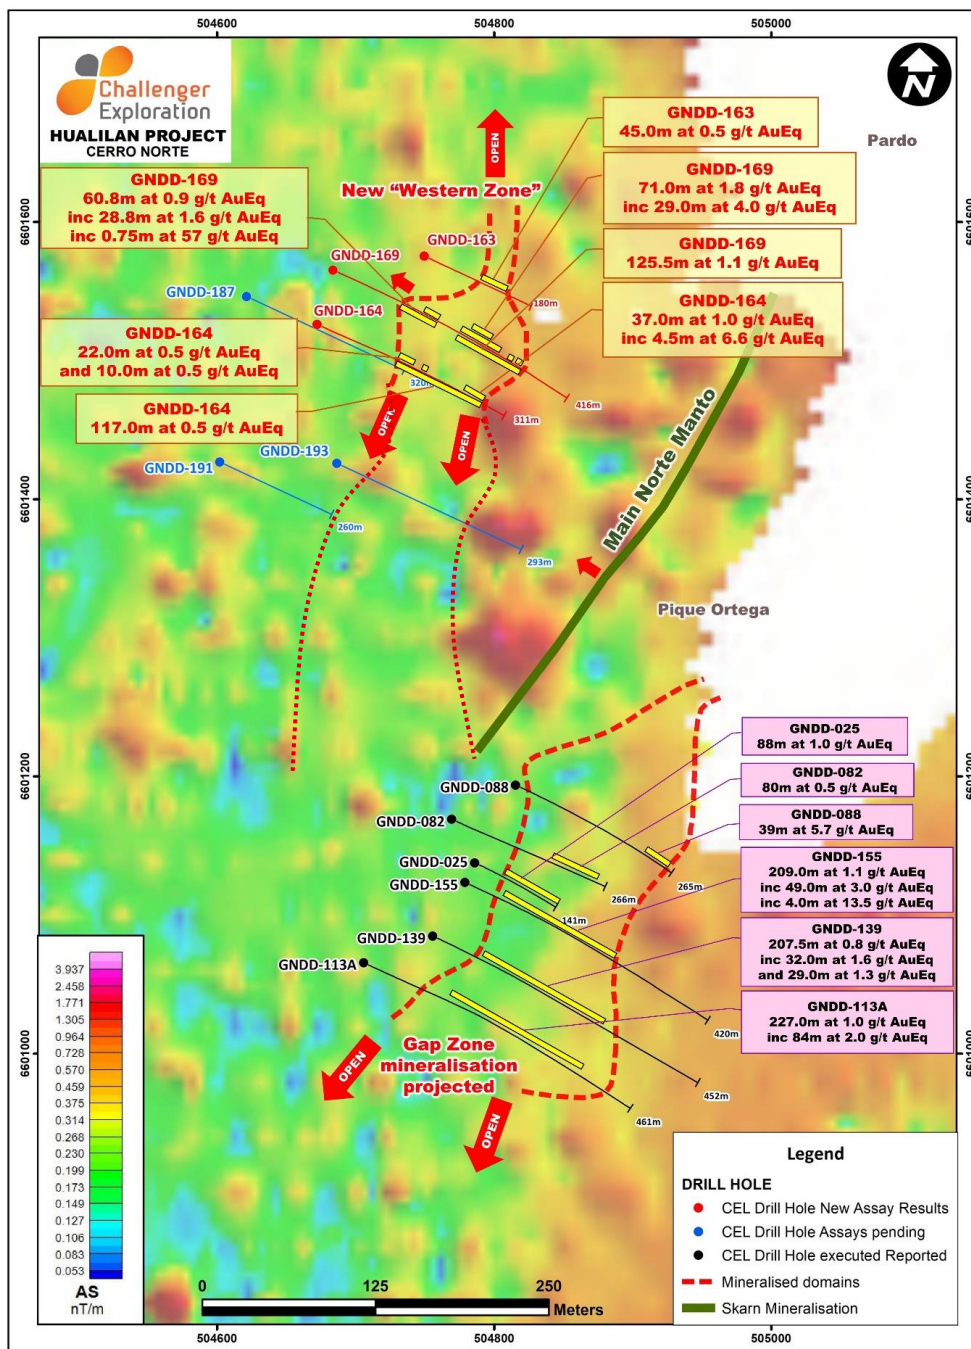 504600
504800
505000
Challenger
Exploration
HUALILAN PROJECT
CERRO NORTE
N
Pardo
GNDD-163
45.0m at 0.5 g/t AuEq
OPEN
New "Western Zone"
GNDD-169
60.8m at 0.9 g/t AuEq
inc 28.8m at 1.6 g/t AuEq
inc 0.75m at 57 g/t AuEq
GNDD-169
71.0m at 1.8 g/t AuEq
inc 29.0m at 4.0 g/t AuEq
6601600
GNDD-163
GNDD-169
GNDD-169
125.5m at 1.1 g/t AuEq
GNDD-187
180m
GNDD-164
GNDD-164
37.0m at 1.0 g/t AuEq
inc 4.5m at 6.6 g/t AuEq
GNDD-164
22.0m at 0.5 g/t AuEq
and 10.0m at 0.5 g/t AuEq
320m
416m
311m
GNDD-164
117.0m at 0.5 g/t AuEq
OPEN
OPEN
GNDD-193
GNDD-191
Main Norte Manto
6601400
6601400
260m
293m
Pique Ortega
GNDD-025
88m at 1.0 g/t AuEq
6601200
6601200
GNDD-088
GNDD-082
80m at 0.5 g/t AuEq
GNDD-082
GNDD-088
39m at 5.7 g/t AuEq
GNDD-025
GNDD-155
265m
266m
141m
GNDD-155
209.0m at 1.1 g/t AuEq
inc 49.0m at 3.0 g/t AuEq
inc 4.0m at 13.5 g/t AuEq
GNDD-139
GNDD-113A
GNDD-139
207.5m at 0.8 g/t AuEq
inc 32.0m at 1.6 g/t AuEq
and 29.0m at 1.3 g/t AuEq
GNDD-113A
227.0m at 1.0 g/t AuEq
inc 84m at 2.0 g/t AuEq
420m
6601000
6601000
OPEN
Gap Zone
mineralisation
projected
452m
461m
OPEN
3.937
2.458
1.771
1.305
0.964
0.728
0.570
0.459
0.375
0.314
0.268
0.230
0.199
0.173
0.149
0.127
0.106
0.083
0.053
AS
nT/m
0
125
250
Meters
Legend
DRILL HOLE
CEL Drill Hole New Assay Results
CEL Drill Hole Assays pending
CEL Drill Hole executed Reported
Mineralised domains
Skarn Mineralisation
504600
504800
505000